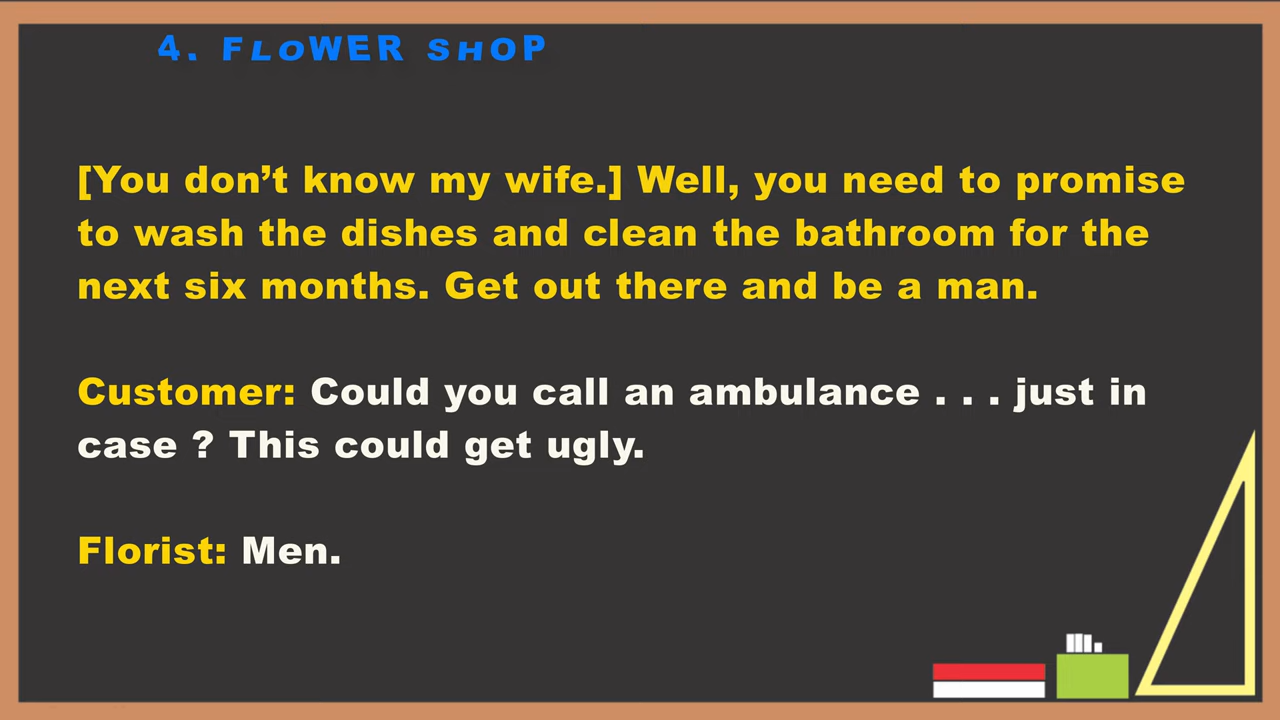 4. FLOWER SHOP
[You don't know my wife.] Well, you need to promise
to wash the dishes and clean the bathroom for the
next six months. Get out there and be a man.
Customer: Could you call an ambulance . . . just in
case ? This could get ugly.
Florist: Men.